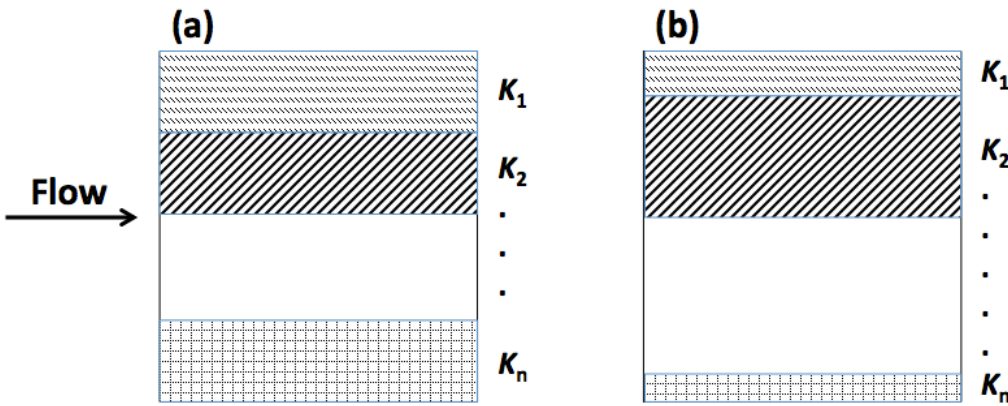 (a)
Flow
K1
K2
.
.
.
Kn
(b)
K1
K2
.
.
.
.
.
Kn